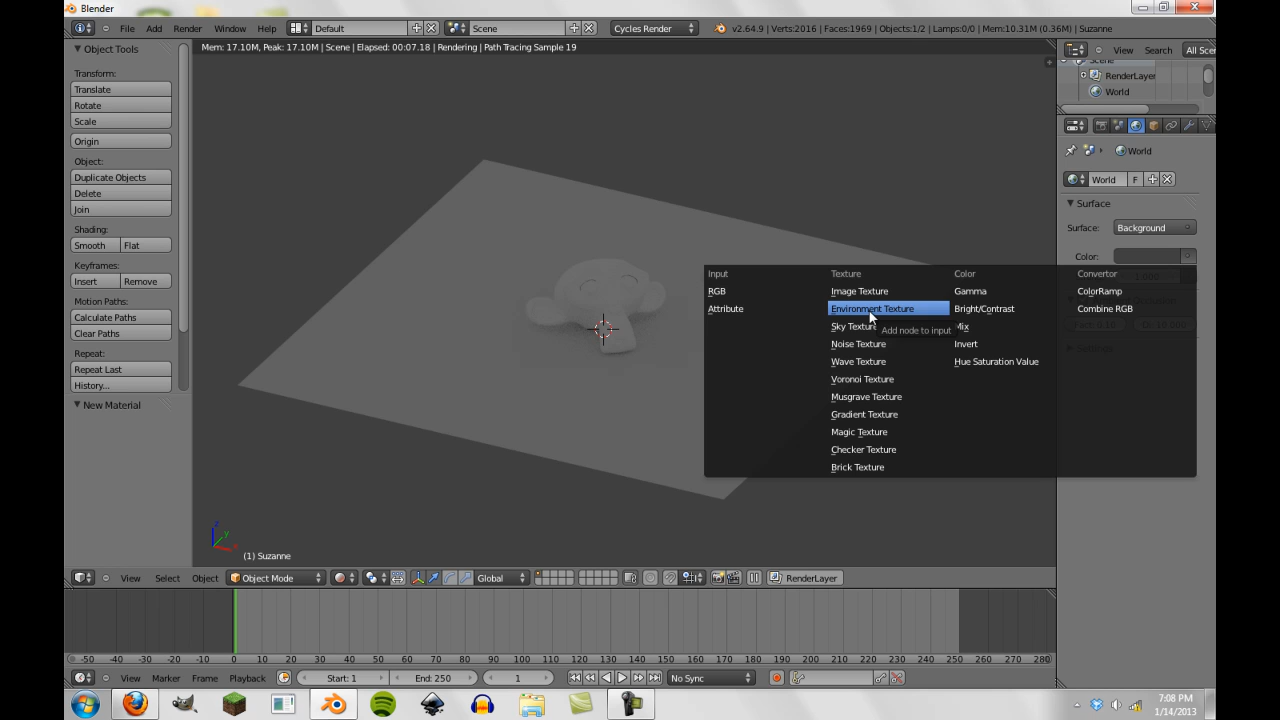 Blender
File Add Render Window Help Default Scene Cycles Render v2.64.9 | Verts:2016 | Faces:1969 | Objects:1/2 | Lamps:0/0 | Mem:10.31M (0.36M) | Suzanne
Mem: 17.10M, Peak: 17.10M | Scene | Elapsed: 00:07.18 | Rendering | Path Tracing Sample 19
Object Tools
Transform:
Translate
Rotate
Scale
Origin
Object:
Duplicate Objects
Delete
Join
Shading:
Smooth Flat
Keyframes:
Insert Remove
Motion Paths:
Calculate Paths
Clear Paths
Repeat:
Repeat Last
History...
New Material
View Search All Scen
Scene
RenderLayer
World
World
World F
Surface
Surface: Background
Color:
Input Texture Color Convertor
RGB Image Texture Gamma ColorRamp
Attribute Environment Texture Bright/Contrast Combine RGB
Sky Texture Mix
Add node to input
Noise Texture Invert
Wave Texture Hue Saturation Value
Voronoi Texture
Musgrave Texture
Gradient Texture
Magic Texture
Checker Texture
Brick Texture
z
y
x
(1) Suzanne
View Select Object Object Mode Global RenderLayer
-50 -40 -30 -20 -10 0 10 20 30 40 50 60 70 80 90 100 110 120 130 140 150 160 170 180 190 200 210 220 230 240 250 260 270 280
View Marker Frame Playback Start: 1 End: 250 1 No Sync
7:08 PM
1/14/2013